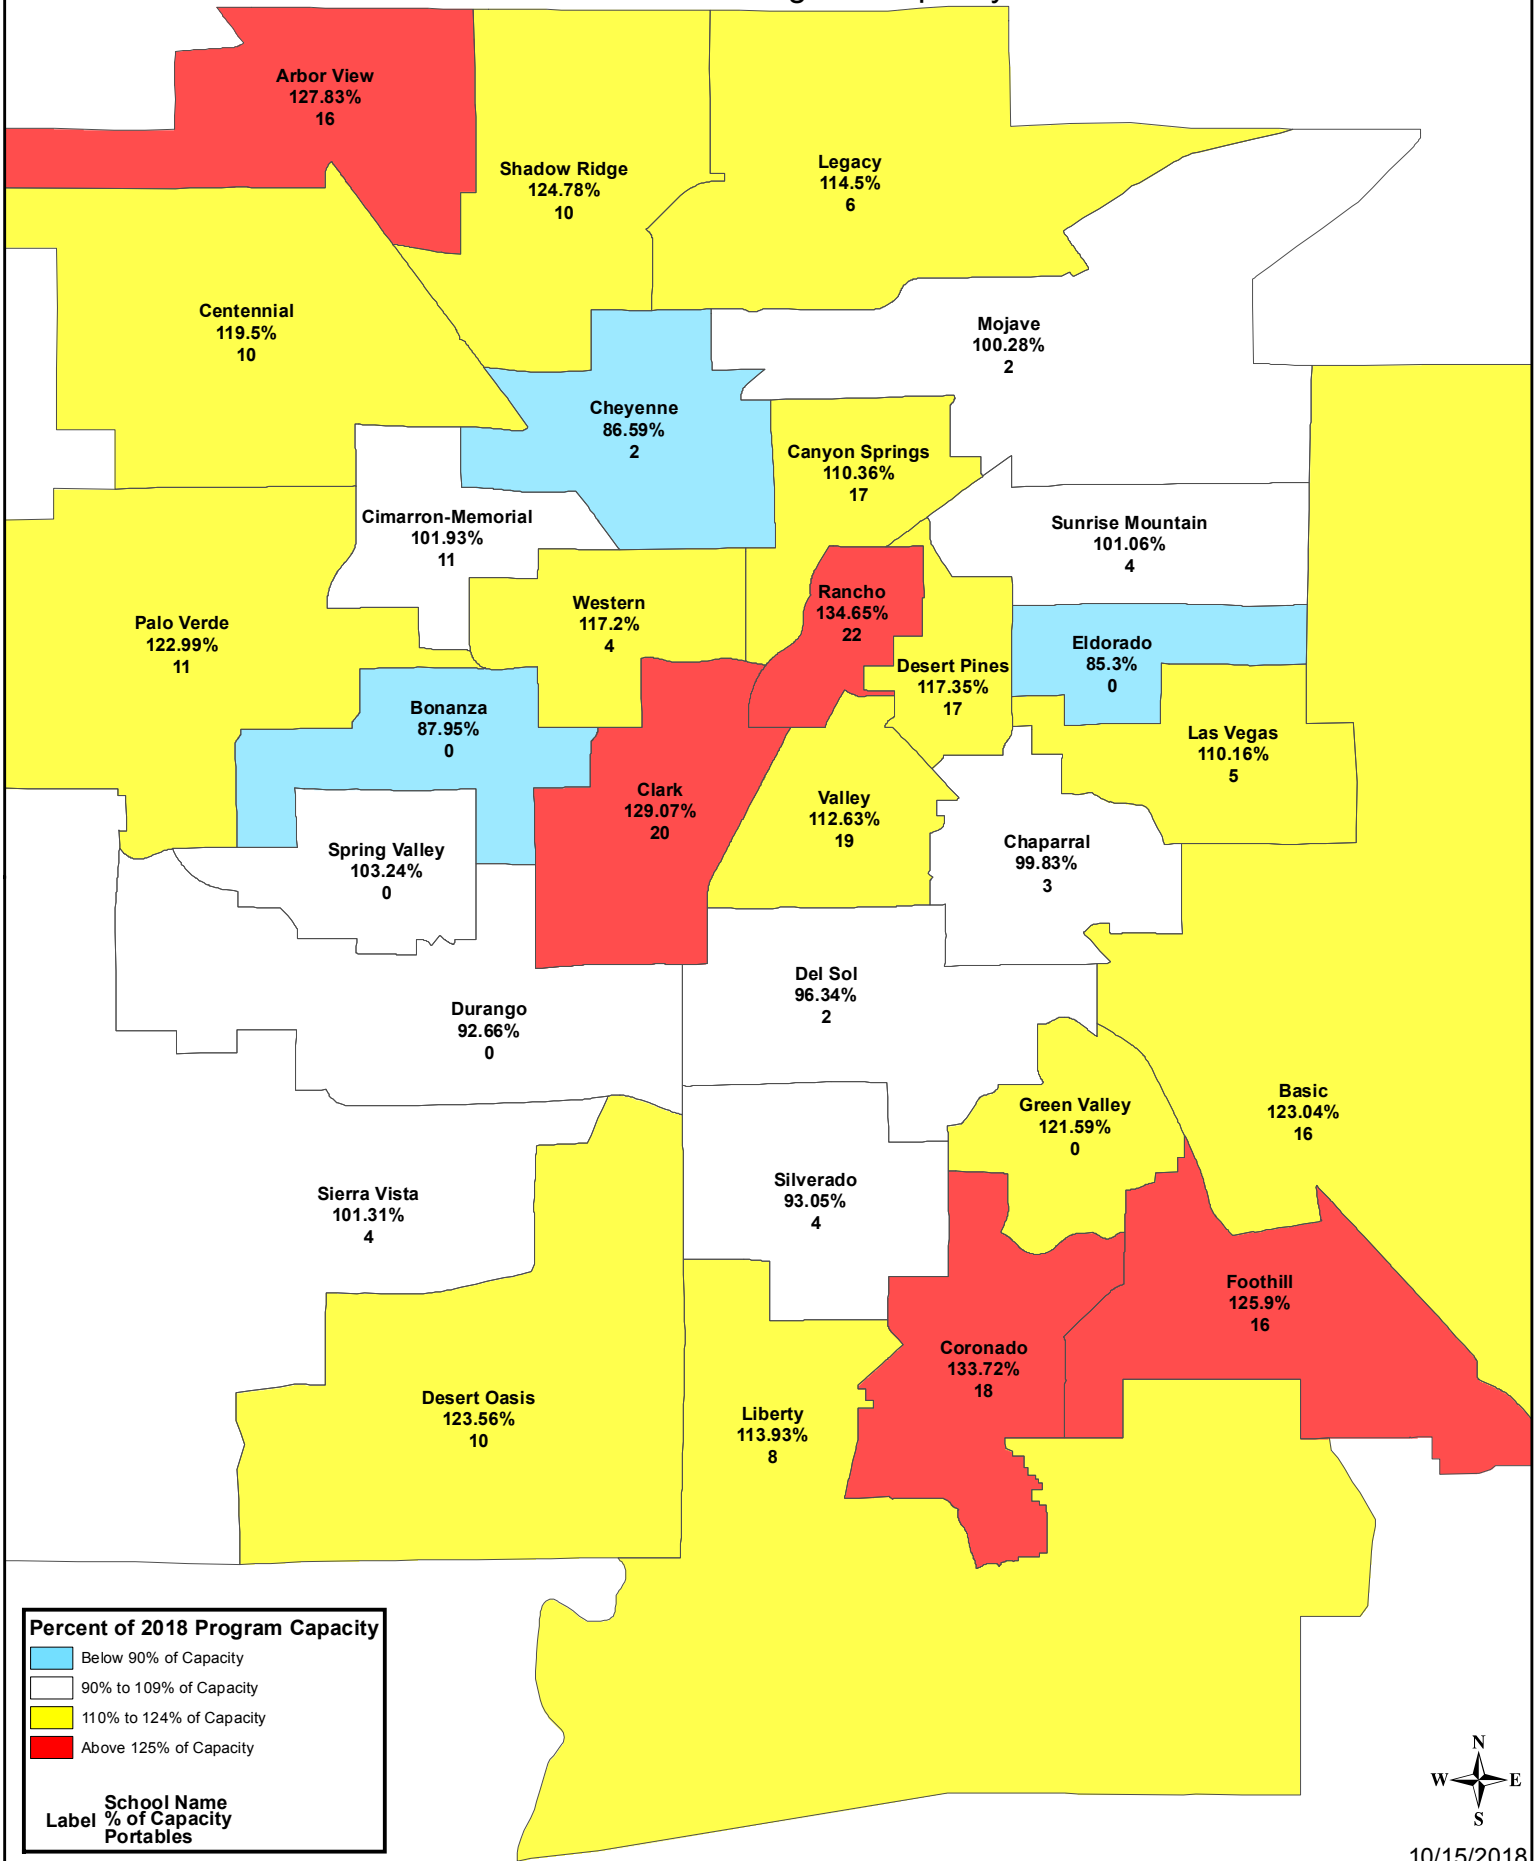 Arbor View
127.83%
16
Shadow Ridge
124.78%
10
Legacy
114.5%
6
Centennial
119.5%
10
Mojave
100.28%
2
Cheyenne
86.59%
2
Canyon Springs
110.36%
17
Cimarron-Memorial
101.93%
11
Sunrise Mountain
101.06%
4
Western
117.2%
4
Rancho
134.65%
22
Palo Verde
122.99%
11
Eldorado
85.3%
0
Desert Pines
117.35%
17
Bonanza
87.95%
0
Las Vegas
110.16%
5
Clark
129.07%
20
Valley
112.63%
19
Spring Valley
103.24%
0
Chaparral
99.83%
3
Del Sol
96.34%
2
Durango
92.66%
0
Green Valley
121.59%
0
Basic
123.04%
16
Sierra Vista
101.31%
4
Silverado
93.05%
4
Foothill
125.9%
16
Coronado
133.72%
18
Desert Oasis
123.56%
10
Liberty
113.93%
8
Percent of 2018 Program Capacity
Below 90% of Capacity
90% to 109% of Capacity
110% to 124% of Capacity
Above 125% of Capacity
School Name
Label % of Capacity
Portables
N
W E
S
10/15/2018